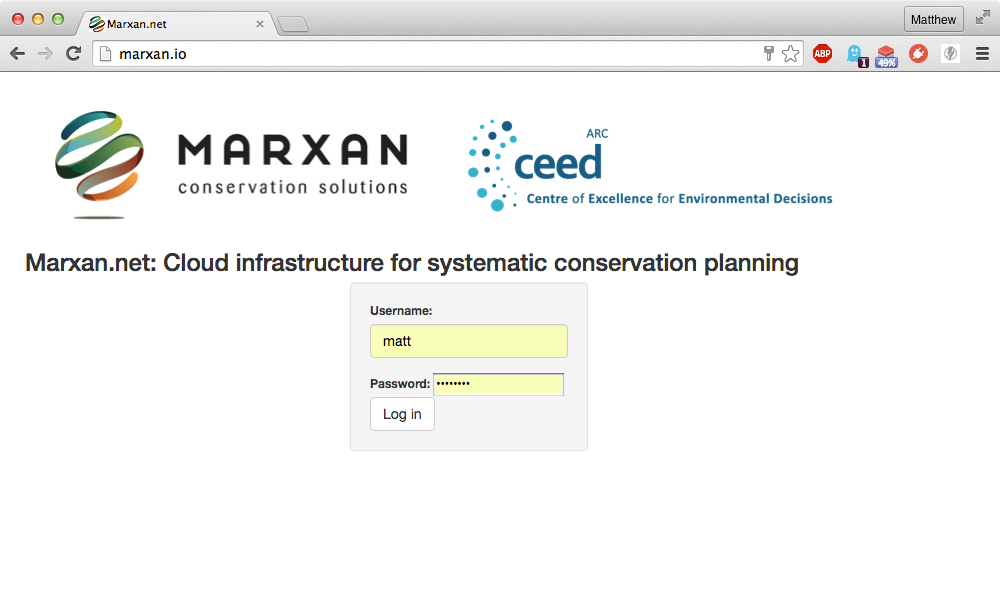 Marxan.net
Matthew
marxan.io
ABP
1
49%
MARXAN
conservation solutions
ARC
ceed
Centre of Excellence for Environmental Decisions
Marxan.net: Cloud infrastructure for systematic conservation planning
Username:
matt
Password: ••••••••
Log in